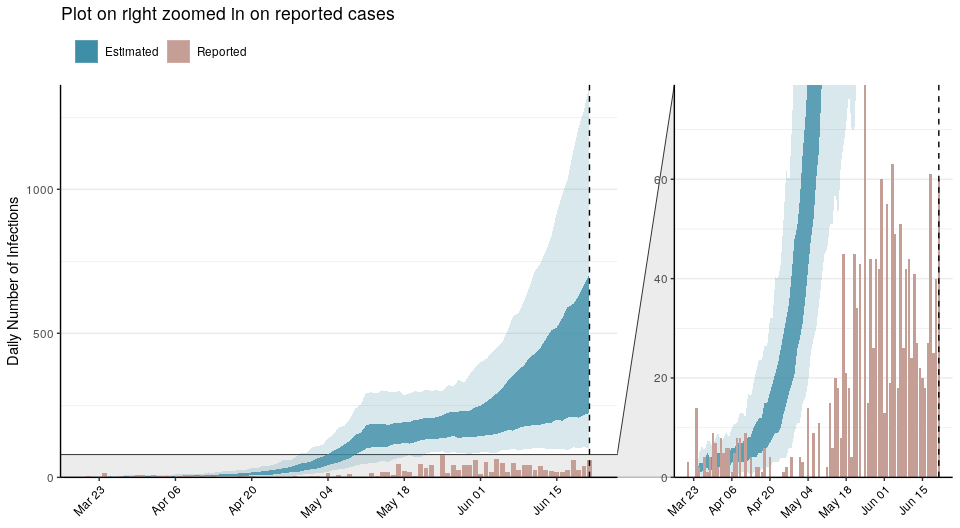 Plot on right zoomed in on reported cases
Estimated Reported
Daily Number of Infections
1000
500
0
Mar 23 Apr 06 Apr 20 May 04 May 18 Jun 01 Jun 15
60
40
20
0
Mar 23 Apr 06 Apr 20 May 04 May 18 Jun 01 Jun 15